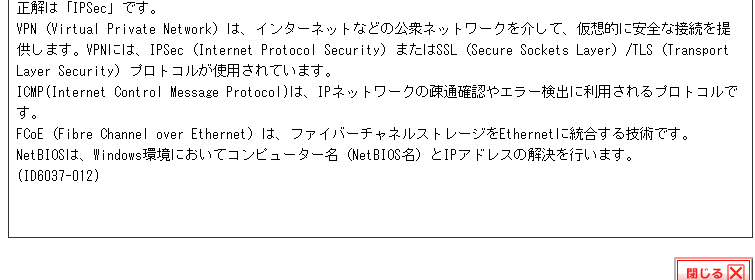 正解は「IPSec」です。
VPN (Virtual Private Network) は、インターネットなどの公衆ネットワークを介して、仮想的に安全な接続を提
供します。VPNには、IPSec (Internet Protocol Security) またはSSL (Secure Sockets Layer) /TLS (Transport
Layer Security) プロトコルが使用されています。
ICMP(Internet Control Message Protocol)は、IPネットワークの疎通確認やエラー検出に利用されるプロトコルで
す。
FCoE (Fibre Channel over Ethernet) は、ファイバーチャネルストレージをEthernetに統合する技術です。
NetBIOSは、Windows環境においてコンピューター名 (NetBIOS名) とIPアドレスの解決を行います。
(ID6037-012)
閉じる